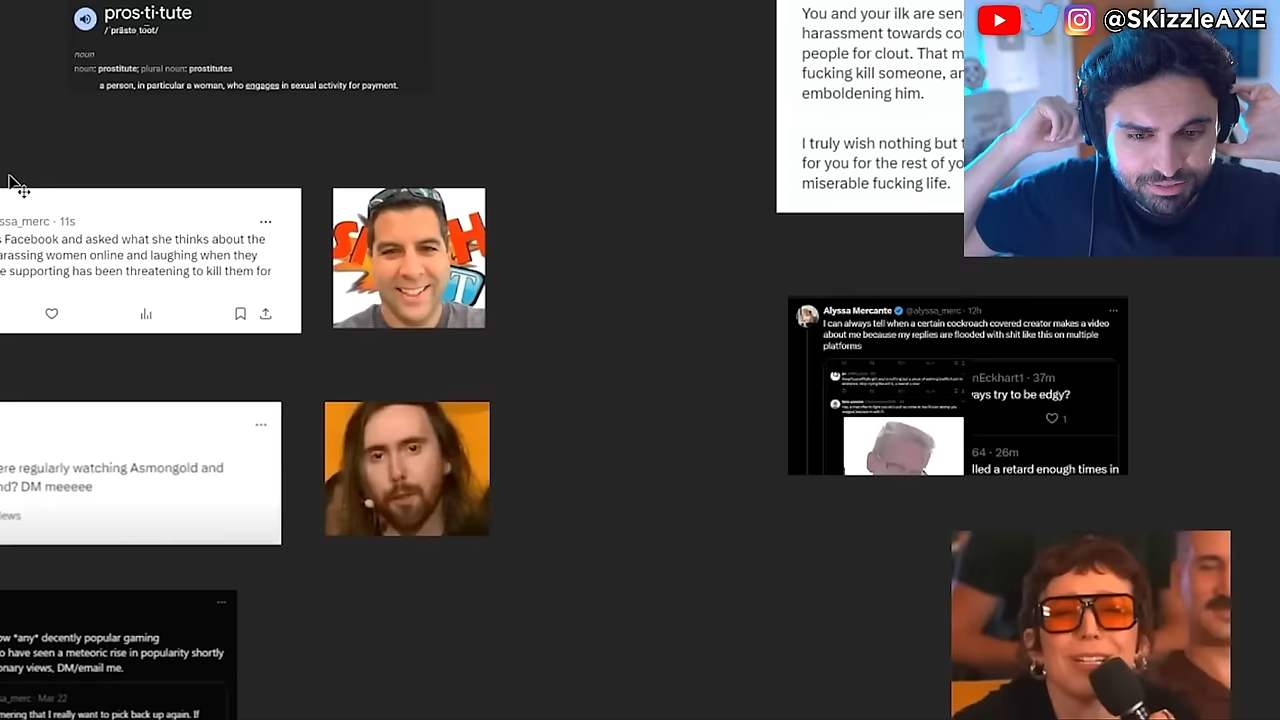 pros·ti·tute
/ˈprästəˌto͞ot/
noun
noun: prostitute; plural noun: prostitutes
a person, in particular a woman, who engages in sexual activity for payment.
You and your ilk are sen
harassment towards co
people for clout. That m
fucking kill someone, an
emboldening him.
I truly wish nothing but t
for you for the rest of yo
miserable fucking life.
@SKizzleAXE
ssa_merc · 11s
s Facebook and asked what she thinks about the
arassing women online and laughing when they
e supporting has been threatening to kill them for
Alyssa Mercante @alyssa_merc · 12h
I can always tell when a certain cockroach covered creator makes a video
about me because my replies are flooded with shit like this on multiple
platforms
nEckhart1 · 37m
ays try to be edgy?
1
64 · 26m
lled a retard enough times in
ere regularly watching Asmongold and
nd? DM meeeee
iews
ow *any* decently popular gaming
o have seen a meteoric rise in popularity shortly
onary views, DM/email me.
sa_merc · Mar 22
mering that I really want to pick back up again. If